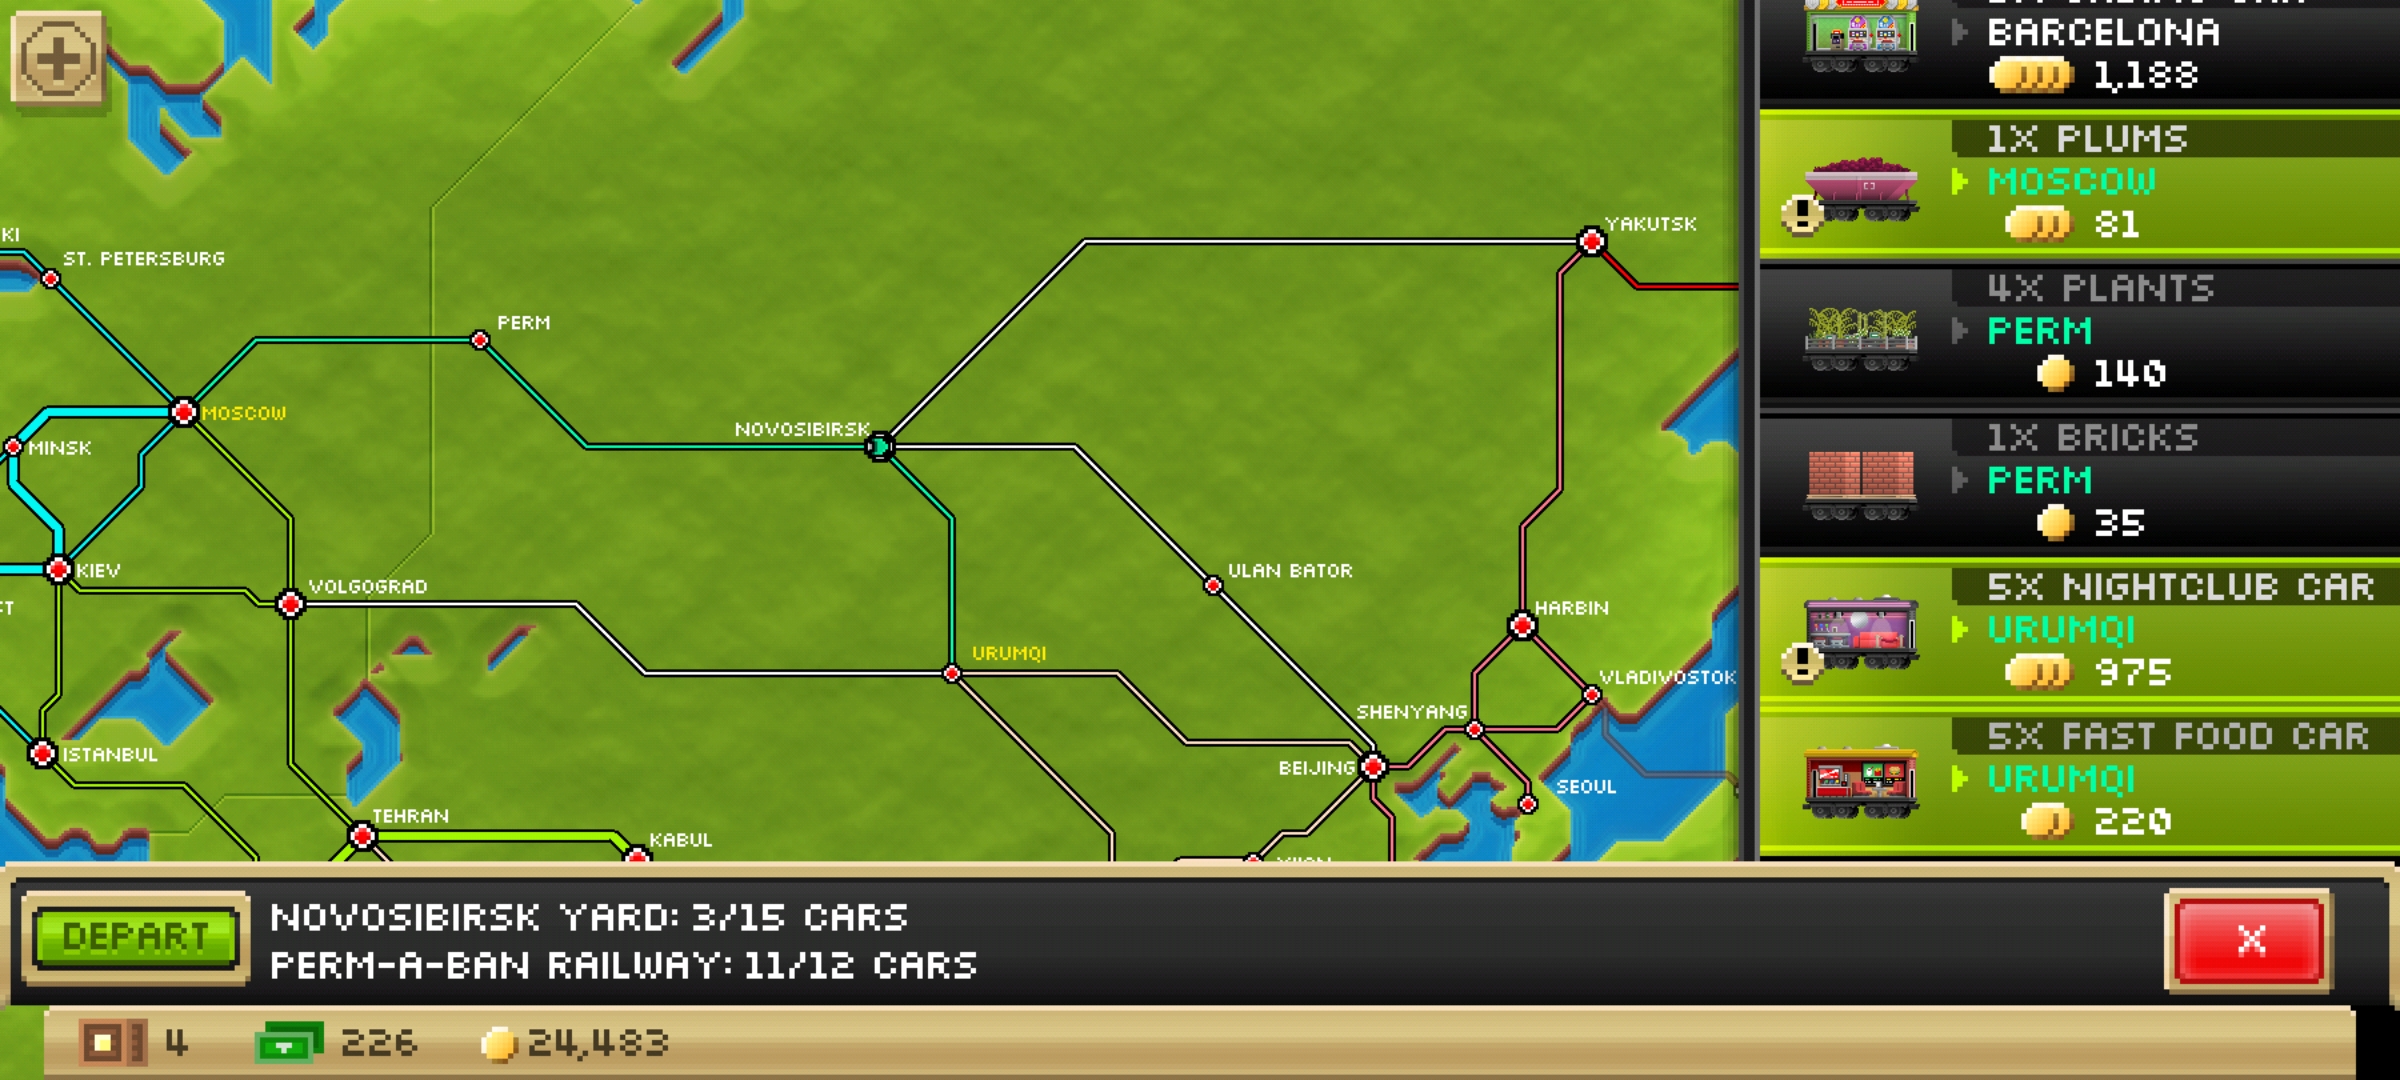 BARCELONA
1,188
1X PLUMS
MOSCOW
81
4X PLANTS
PERM
140
1X BRICKS
PERM
35
5X NIGHTCLUB CAR
URUMQI
975
5X FAST FOOD CAR
URUMQI
220
YAKUTSK
KI
ST. PETERSBURG
PERM
MOSCOW
NOVOSIBIRSK
MINSK
KIEV
ULAN BATOR
VOLGOGRAD
HARBIN
URUMQI
VLADIVOSTOK
SHENYANG
ISTANBUL
BEIJING
SEOUL
TEHRAN
KABUL
DEPART
NOVOSIBIRSK YARD: 3/15 CARS
PERM-A-BAN RAILWAY: 11/12 CARS
X
4
226
24,483